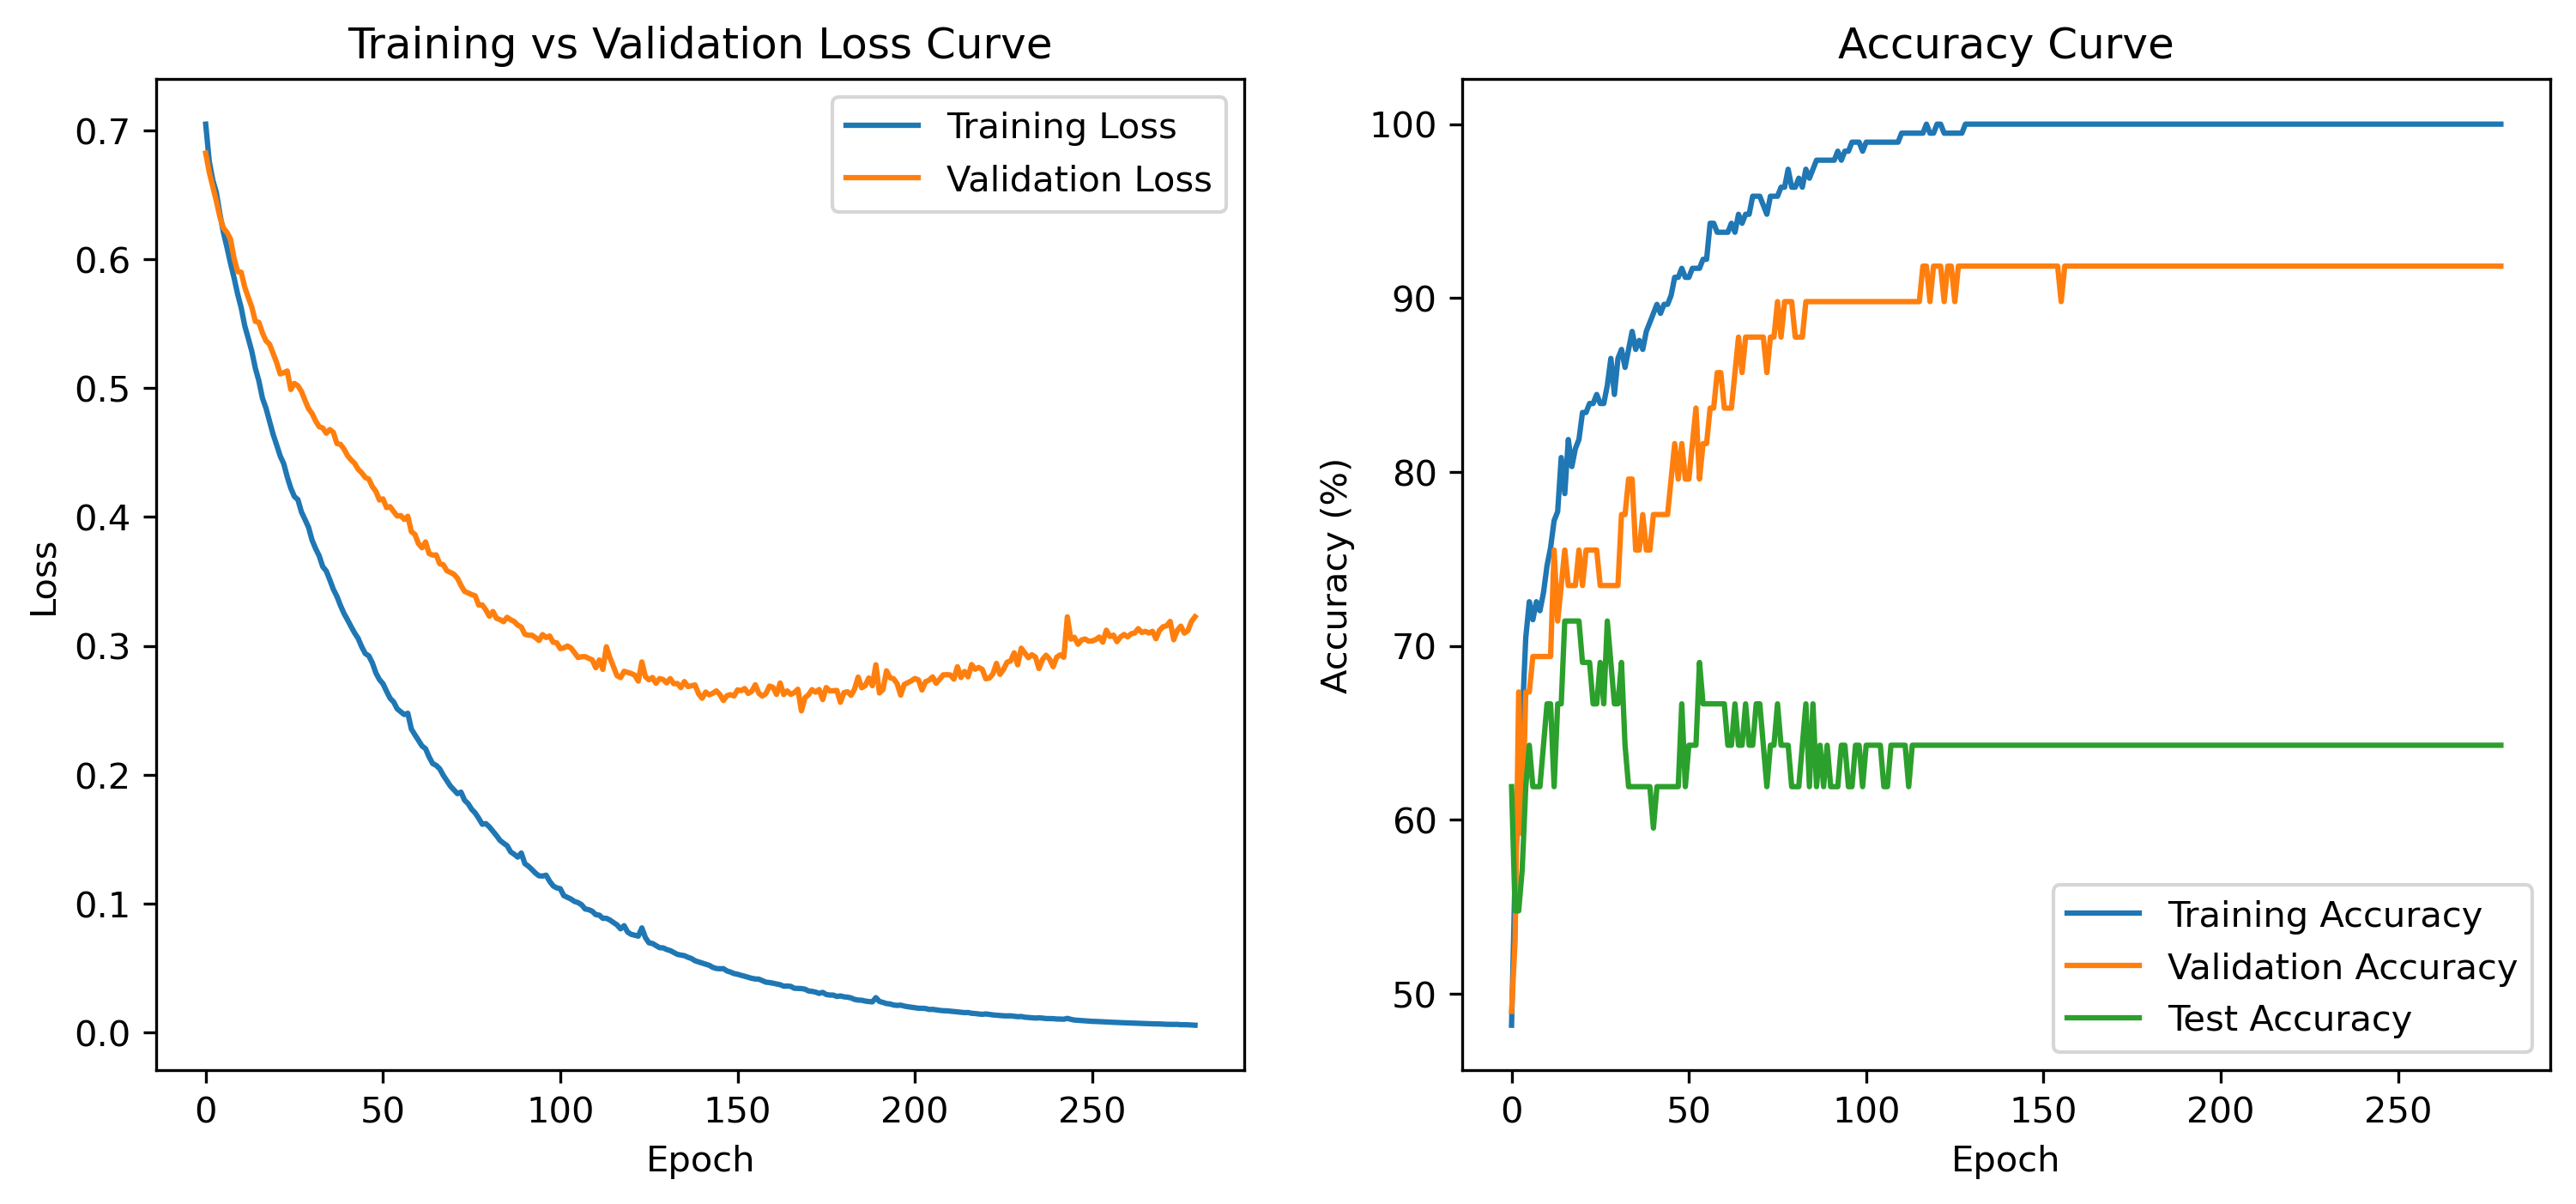 Training vs Validation Loss Curve
Training Loss
Validation Loss
0.7
0.6
0.5
0.4
0.3
0.2
0.1
0.0
Loss
0 50 100 150 200 250
Epoch
Accuracy Curve
100
90
80
70
60
50
Accuracy (%)
Training Accuracy
Validation Accuracy
Test Accuracy
0 50 100 150 200 250
Epoch